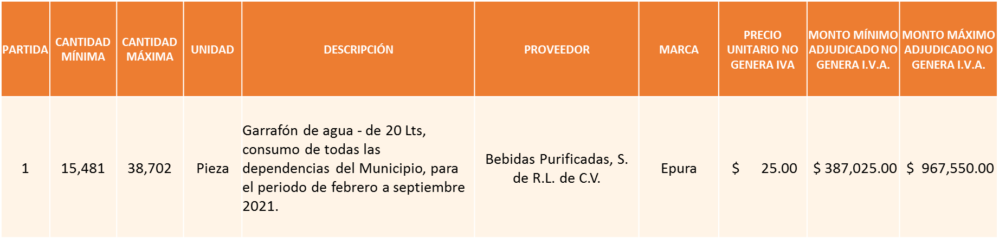 PARTIDA
CANTIDAD
MÍNIMA
CANTIDAD
MÁXIMA
UNIDAD
DESCRIPCIÓN
PROVEEDOR
MARCA
PRECIO
UNITARIO NO
GENERA IVA
MONTO MÍNIMO
ADJUDICADO NO
GENERA I.V.A.
MONTO MÁXIMO
ADJUDICADO NO
GENERA I.V.A.
1
15,481
38,702
Pieza
Garrafón de agua - de 20 Lts,
consumo de todas las
dependencias del Municipio, para
el periodo de febrero a septiembre
2021.
Bebidas Purificadas, S.
de R.L. de C.V.
Epura
$ 25.00
$ 387,025.00
$ 967,550.00